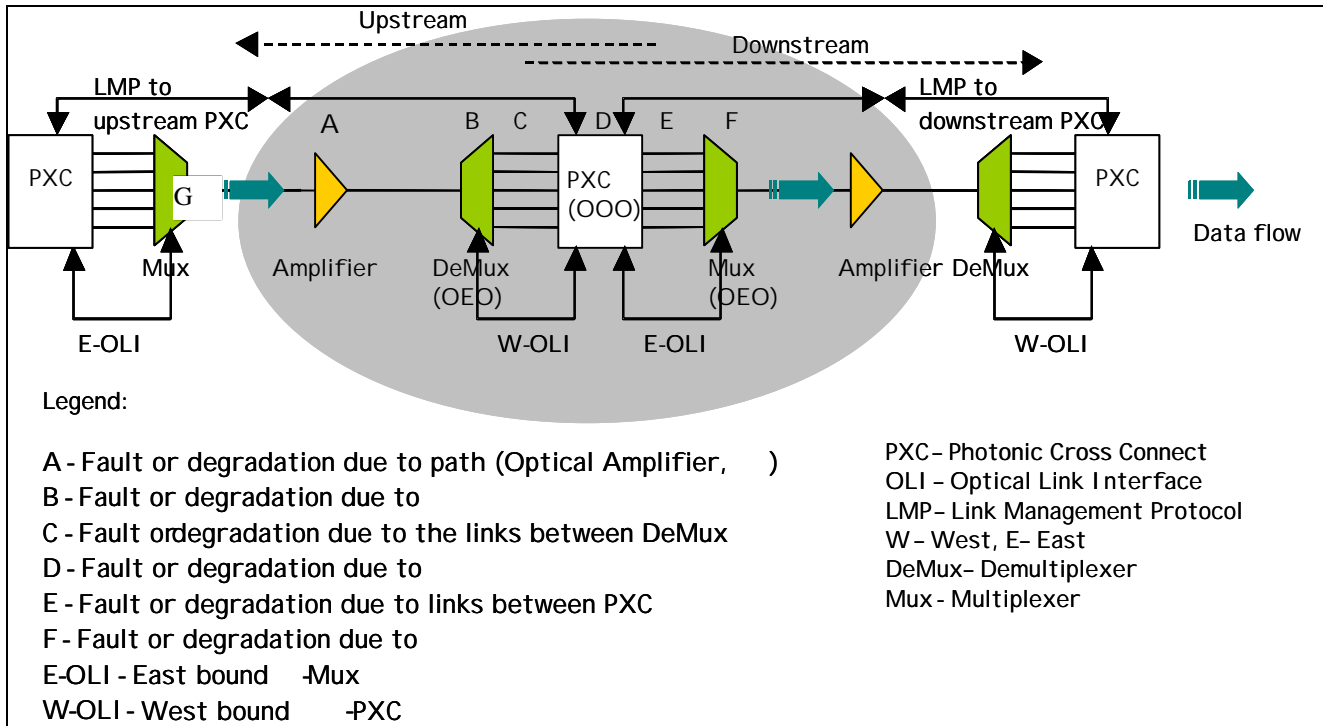 Upstream
Downstream
LMP to
upstream PXC
LMP to
downstream PXC
A
B
C
D
E
F
PXC
G
PXC
(OOO)
PXC
Mux
Amplifier
DeMux
(OEO)
Mux
(OEO)
Amplifier
DeMux
Data flow
E-OLI
W-OLI
E-OLI
W-OLI
Legend:
A - Fault or degradation due to path (Optical Amplifier, )
B - Fault or degradation due to
C - Fault ordegradation due to the links between DeMux
D - Fault or degradation due to
E - Fault or degradation due to links between PXC
F - Fault or degradation due to
E-OLI - East bound -Mux
W-OLI - West bound -PXC
PXC – Photonic Cross Connect
OLI – Optical Link Interface
LMP – Link Management Protocol
W – West, E – East
DeMux – Demultiplexer
Mux - Multiplexer